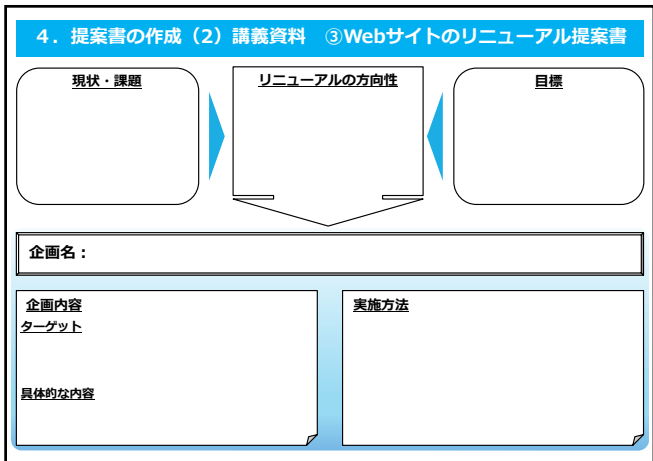 ４．提案書の作成（２）講義資料　③Webサイトのリニューアル提案書
現状・課題
リニューアルの方向性
目標
企画名：
企画内容
ターゲット
具体的な内容
実施方法